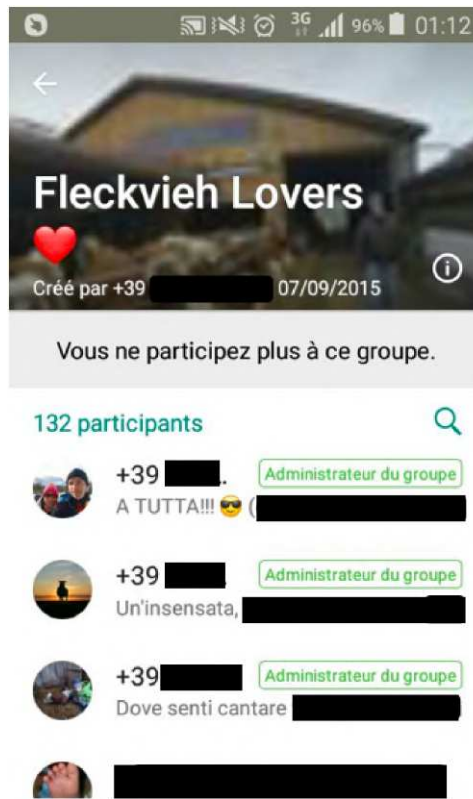 3G 96% 01:12
Fleckvieh Lovers
❤️
Créé par +39 07/09/2015
Vous ne participez plus à ce groupe.
132 participants
+39 .. Administrateur du groupe
A TUTTA!!! 😎 (
+39 . Administrateur du groupe
Un'insensata,
+39 Administrateur du groupe
Dove senti cantare